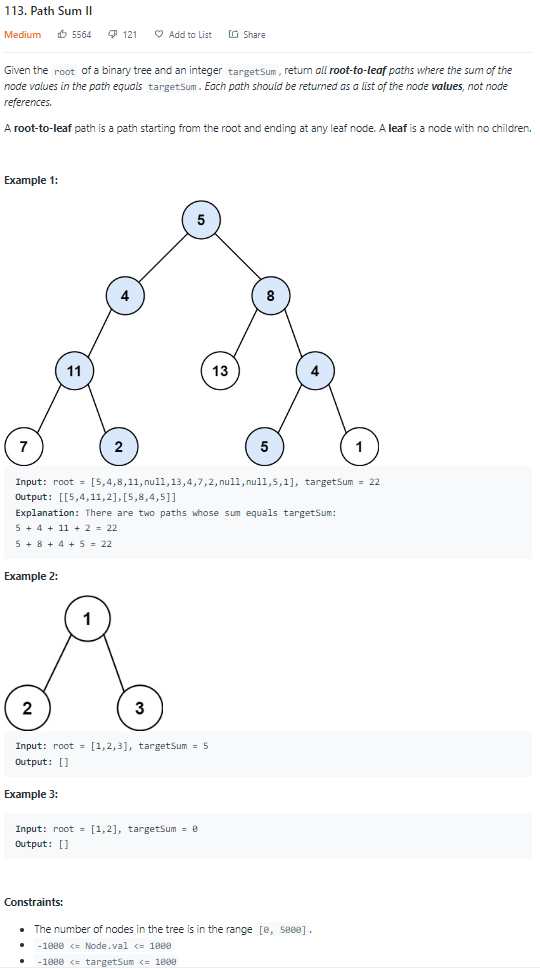 113. Path Sum II
Medium 5564 121 Add to List Share
Given the root of a binary tree and an integer targetSum, return all root-to-leaf paths where the sum of the
node values in the path equals targetSum. Each path should be returned as a list of the node values, not node
references.
A root-to-leaf path is a path starting from the root and ending at any leaf node. A leaf is a node with no children.
Example 1:
5
4 8
11 13 4
7 2 5 1
Input: root = [5,4,8,11,null,13,4,7,2,null,null,5,1], targetSum = 22
Output: [[5,4,11,2],[5,8,4,5]]
Explanation: There are two paths whose sum equals targetSum:
5 + 4 + 11 + 2 = 22
5 + 8 + 4 + 5 = 22
Example 2:
1
2 3
Input: root = [1,2,3], targetSum = 5
Output: []
Example 3:
Input: root = [1,2], targetSum = 0
Output: []
Constraints:
• The number of nodes in the tree is in the range [0, 5000].
• -1000 <= Node.val <= 1000
• -1000 <= targetSum <= 1000